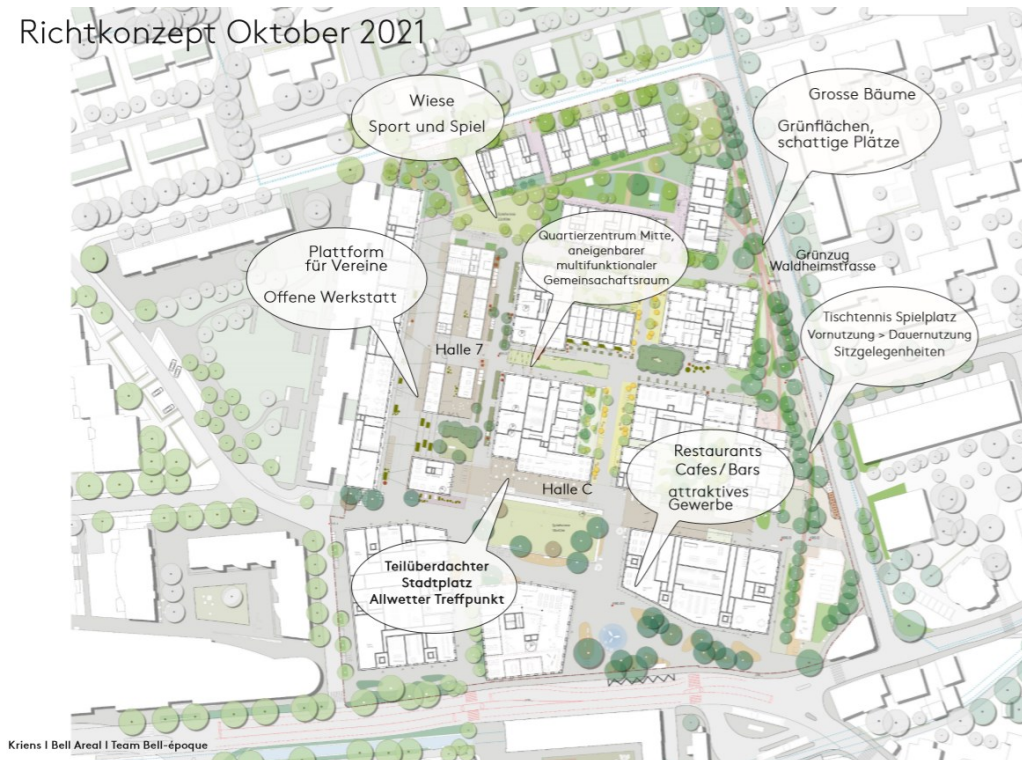 Richtkonzept Oktober 2021
Wiese
Sport und Spiel
Grosse Bäume
Grünflächen,
schattige Plätze
Quartierzentrum Mitte,
aneigenbarer
multifunktionaler
Gemeinsachaftsraum
Plattform
für Vereine
Offene Werkstatt
Grünzug
Waldheimstrasse
Tischtennis Spielplatz
Vornutzung > Dauernutzung
Sitzgelegenheiten
Halle 7
Restaurants
Cafes / Bars
attraktives
Gewerbe
Halle C
Teilüberdachter
Stadtplatz
Allwetter Treffpunkt
Kriens I Bell Areal I Team Bell-époque